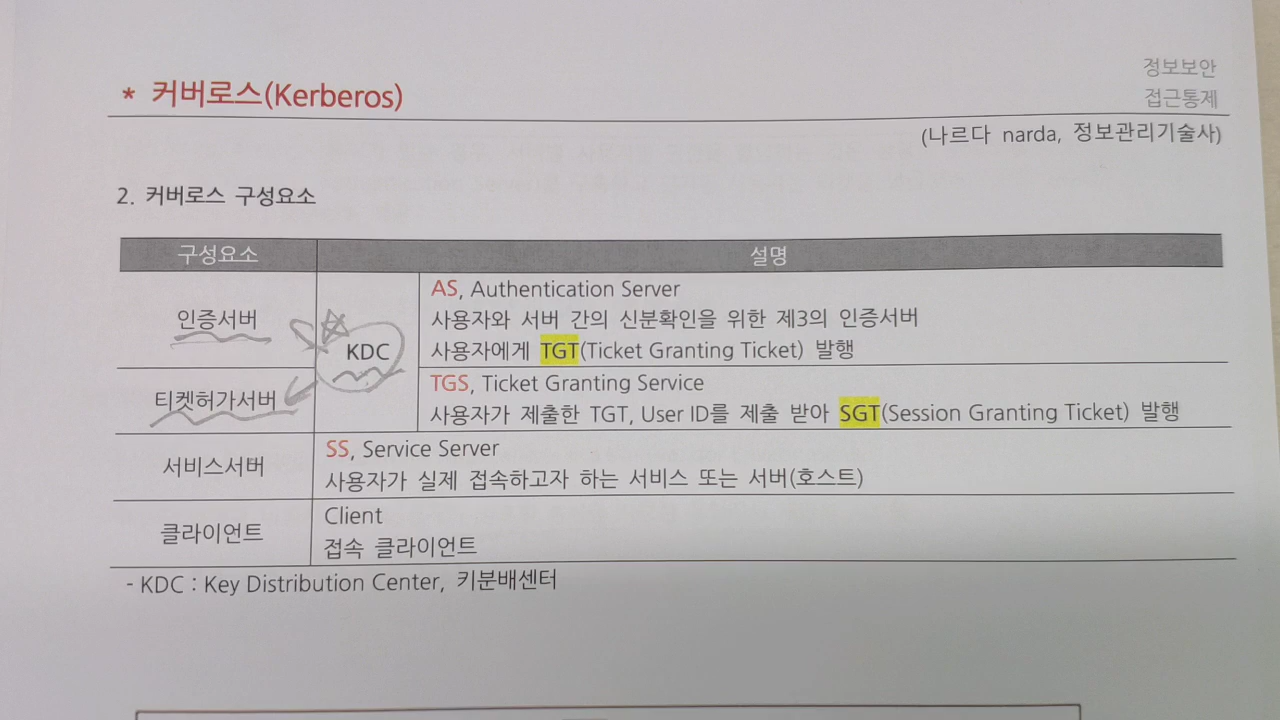 * 커버로스(Kerberos)
정보보안
접근통제
(나르다 narda, 정보관리기술사)
2. 커버로스 구성요소
구성요소
설명
인증서버
KDC
AS, Authentication Server
사용자와 서버 간의 신분확인을 위한 제3의 인증서버
사용자에게 TGT(Ticket Granting Ticket) 발행
티켓허가서버
TGS, Ticket Granting Service
사용자가 제출한 TGT, User ID를 제출 받아 SGT(Session Granting Ticket) 발행
서비스서버
SS, Service Server
사용자가 실제 접속하고자 하는 서비스 또는 서버(호스트)
클라이언트
Client
접속 클라이언트
- KDC : Key Distribution Center, 키분배센터